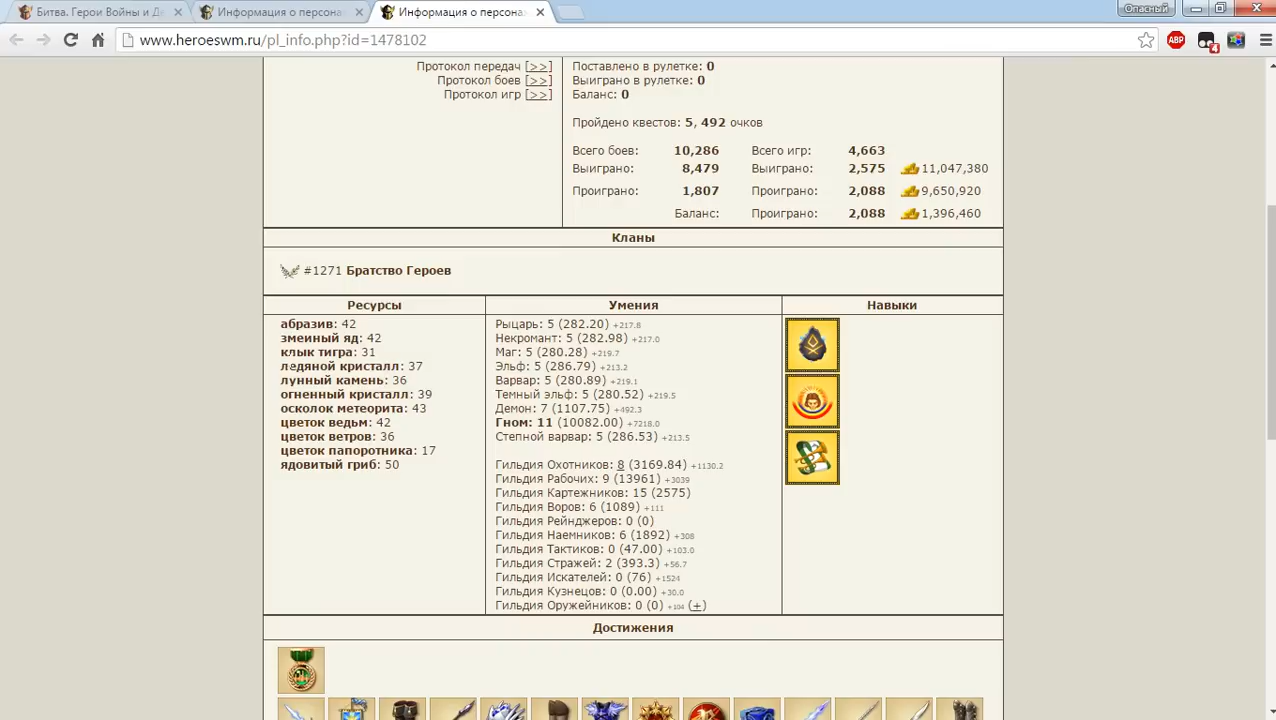 Битва. Герои Войны и Де
Информация о персона
Информация о персона
Опасный
www.heroeswm.ru/pl_info.php?id=1478102
ABP
4
Протокол передач [>>]
Протокол боев [>>]
Протокол игр [>>]
Поставлено в рулетке: 0
Выиграно в рулетке: 0
Баланс: 0
Пройдено квестов: 5, 492 очков
Всего боев: 10,286 Всего игр: 4,663
Выиграно: 8,479 Выиграно: 2,575 11,047,380
Проиграно: 1,807 Проиграно: 2,088 9,650,920
Баланс: Проиграно: 2,088 1,396,460
Кланы
#1271 Братство Героев
Ресурсы
абразив: 42
змеиный яд: 42
клык тигра: 31
ледяной кристалл: 37
лунный камень: 36
огненный кристалл: 39
осколок метеорита: 43
цветок ведьм: 42
цветок ветров: 36
цветок папоротника: 17
ядовитый гриб: 50
Умения
Рыцарь: 5 (282.20) +217.8
Некромант: 5 (282.98) +217.0
Маг: 5 (280.28) +219.7
Эльф: 5 (286.79) +213.2
Варвар: 5 (280.89) +219.1
Темный эльф: 5 (280.52) +219.5
Демон: 7 (1107.75) +492.3
Гном: 11 (10082.00) +7218.0
Степной варвар: 5 (286.53) +213.5
Гильдия Охотников: 8 (3169.84) +1130.2
Гильдия Рабочих: 9 (13961) +3039
Гильдия Картежников: 15 (2575)
Гильдия Воров: 6 (1089) +111
Гильдия Рейнджеров: 0 (0)
Гильдия Наемников: 6 (1892) +308
Гильдия Тактиков: 0 (47.00) +103.0
Гильдия Стражей: 2 (393.3) +56.7
Гильдия Искателей: 0 (76) +1524
Гильдия Кузнецов: 0 (0.00) +30.0
Гильдия Оружейников: 0 (0) +104 (+)
Навыки
Достижения